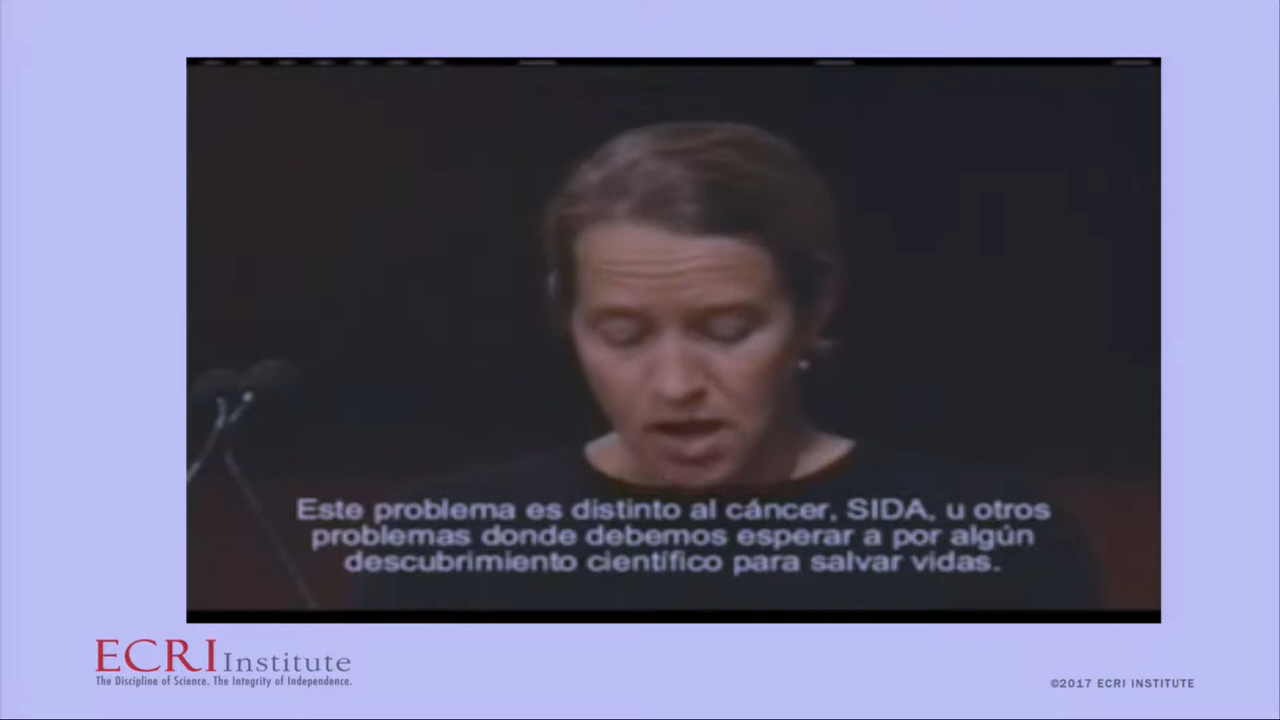 Este problema es distinto al cáncer, SIDA, u otros
problemas donde debemos esperar a por algún
descubrimiento científico para salvar vidas.
ECRI Institute
The Discipline of Science. The Integrity of Independence.
©2017 ECRI INSTITUTE